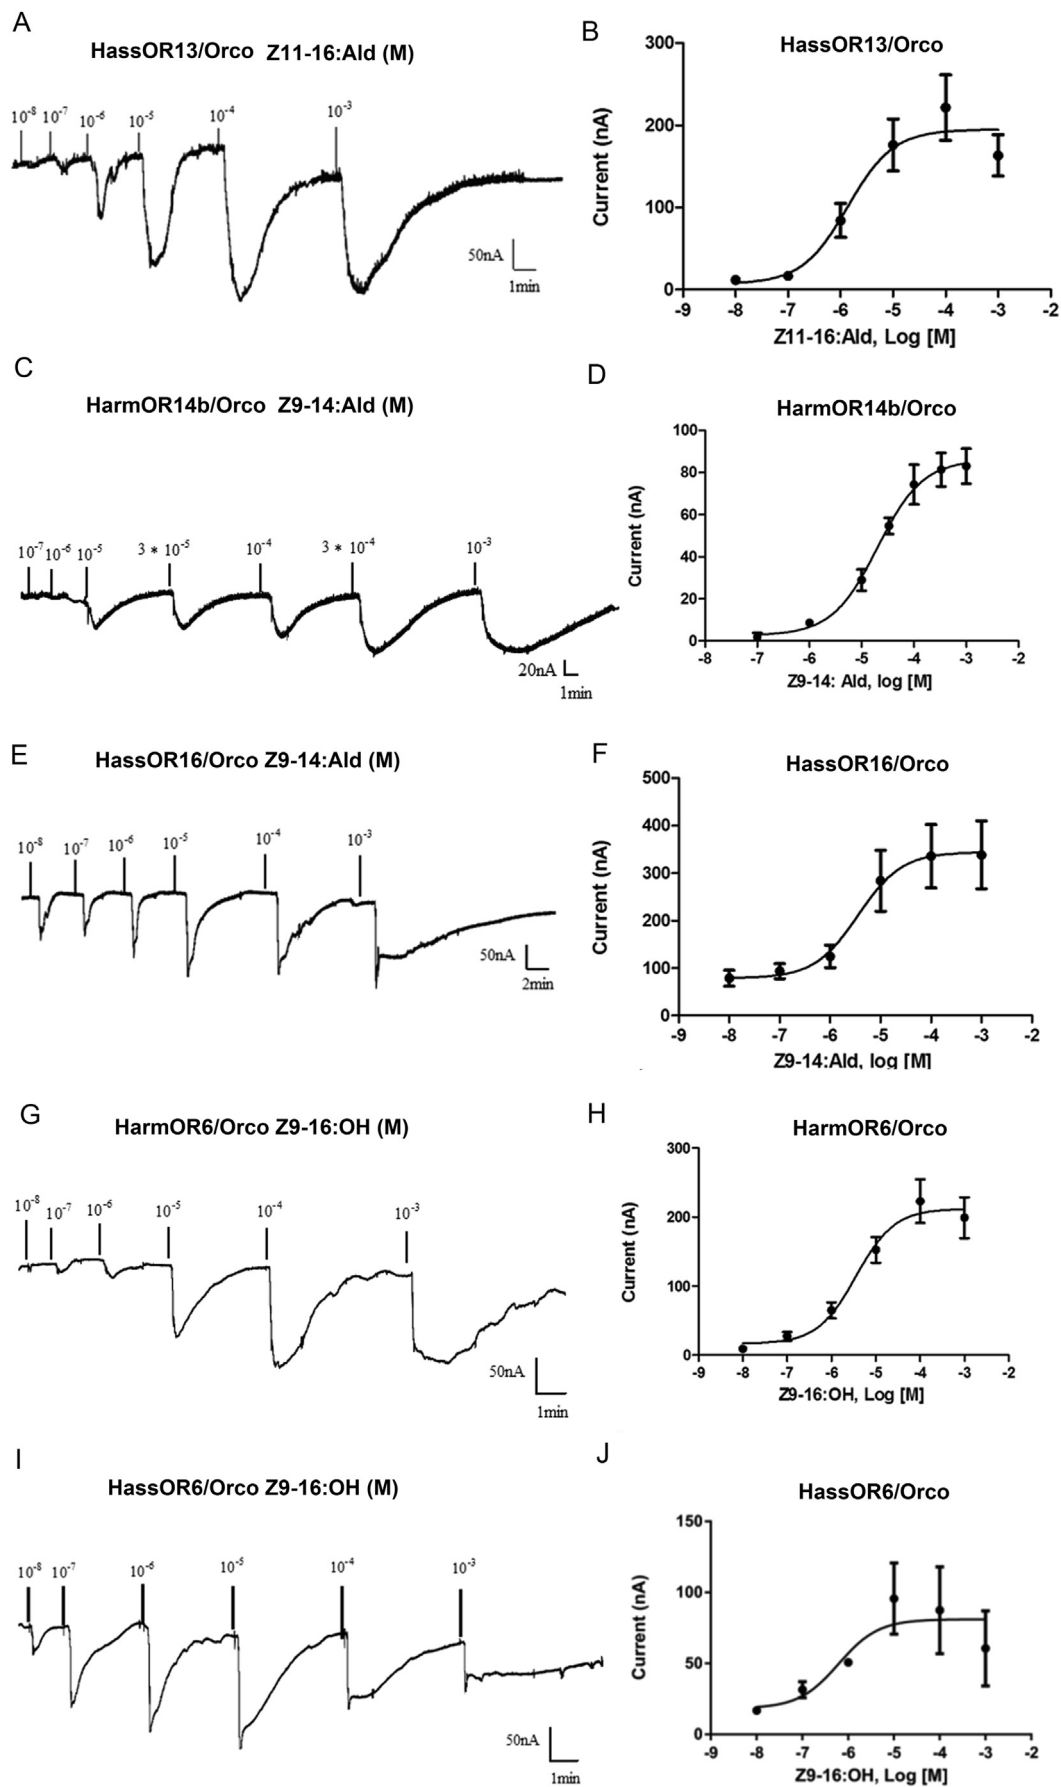 A
HassOR13/Orco Z11-16:Ald (M)
10-8 10-7 10-6 10-5 10-4 10-3
50nA
1min
B
HassOR13/Orco
Current (nA)
300
200
100
0
-9 -8 -7 -6 -5 -4 -3 -2
Z11-16:Ald, Log [M]
C
HarmOR14b/Orco Z9-14:Ald (M)
10-7 10-6 10-5 3 * 10-5 10-4 3 * 10-4 10-3
20nA
1min
D
HarmOR14b/Orco
Current (nA)
100
80
60
40
20
0
-8 -7 -6 -5 -4 -3 -2
Z9-14: Ald, log [M]
E
HassOR16/Orco Z9-14:Ald (M)
10-8 10-7 10-6 10-5 10-4 10-3
50nA
2min
F
HassOR16/Orco
Current (nA)
500
400
300
200
100
0
-9 -8 -7 -6 -5 -4 -3 -2
Z9-14:Ald, log [M]
G
HarmOR6/Orco Z9-16:OH (M)
10-8 10-7 10-6 10-5 10-4 10-3
50nA
1min
H
HarmOR6/Orco
Current (nA)
300
200
100
0
-9 -8 -7 -6 -5 -4 -3 -2
Z9-16:OH, Log [M]
I
HassOR6/Orco Z9-16:OH (M)
10-8 10-7 10-6 10-5 10-4 10-3
50nA
1min
J
HassOR6/Orco
Current (nA)
150
100
50
0
-9 -8 -7 -6 -5 -4 -3 -2
Z9-16:OH, Log [M]